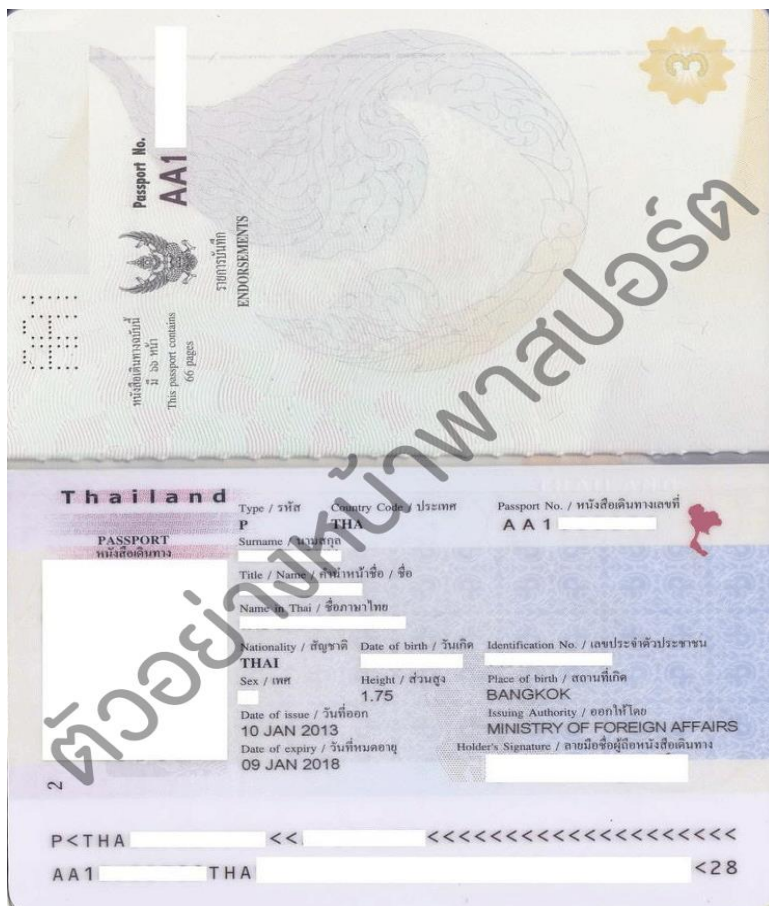 Passport No.
AA1
รายการบันทึก
ENDORSEMENTS
หนังสือเดินทางฉบับนี้
มี ๖๖ หน้า
This passport contains
66 pages
๓
ตัวอย่างหน้าพาสปอร์ต
Thailand
PASSPORT
หนังสือเดินทาง
Type / รหัส Country Code / ประเทศ Passport No. / หนังสือเดินทางเลขที่
P THA AA1
Surname / นามสกุล
Title / Name / คำนำหน้าชื่อ / ชื่อ
Name in Thai / ชื่อภาษาไทย
Nationality / สัญชาติ Date of birth / วันเกิด Identification No. / เลขประจำตัวประชาชน
THAI
Sex / เพศ Height / ส่วนสูง Place of birth / สถานที่เกิด
1.75 BANGKOK
Date of issue / วันที่ออก Issuing Authority / ออกให้โดย
10 JAN 2013 MINISTRY OF FOREIGN AFFAIRS
Date of expiry / วันที่หมดอายุ Holder's Signature / ลายมือชื่อผู้ถือหนังสือเดินทาง
09 JAN 2018
2
P<THA << <<<<<<<<<<<<<<<<<<<<
AA1 THA <28